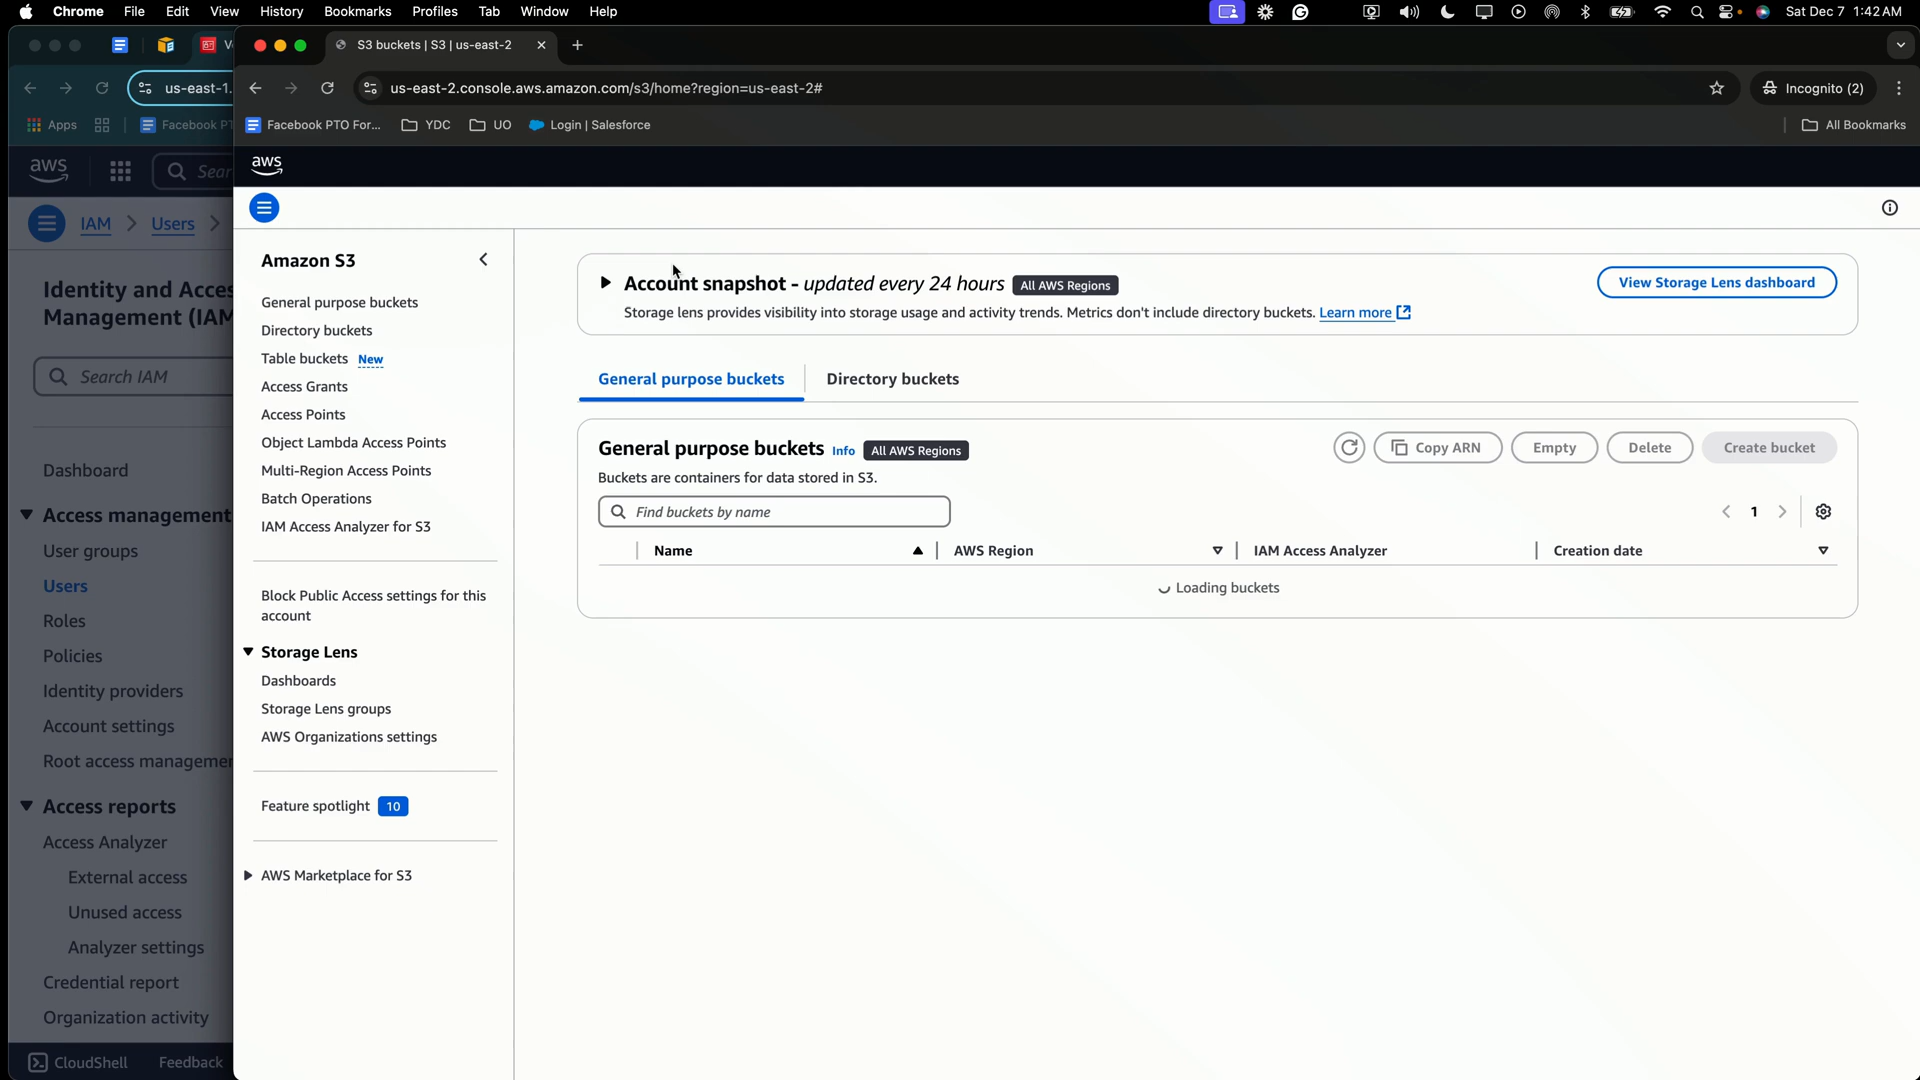 Chrome File Edit View History Bookmarks Profiles Tab Window Help Sat Dec 7 1:42 AM
S3 buckets | S3 | us-east-2
us-east-1.
us-east-2.console.aws.amazon.com/s3/home?region=us-east-2#
Incognito (2)
Apps
Facebook PT
Facebook PTO For...
YDC
UO
Login | Salesforce
All Bookmarks
aws
Sear
aws
IAM
Users
Identity and Acces
Management (IAM
Search IAM
Dashboard
Access management
User groups
Users
Roles
Policies
Identity providers
Account settings
Root access managemer
Access reports
Access Analyzer
External access
Unused access
Analyzer settings
Credential report
Organization activity
CloudShell
Feedback
Amazon S3
General purpose buckets
Directory buckets
Table buckets New
Access Grants
Access Points
Object Lambda Access Points
Multi-Region Access Points
Batch Operations
IAM Access Analyzer for S3
Block Public Access settings for this
account
Storage Lens
Dashboards
Storage Lens groups
AWS Organizations settings
Feature spotlight 10
AWS Marketplace for S3
Account snapshot - updated every 24 hours All AWS Regions
View Storage Lens dashboard
Storage lens provides visibility into storage usage and activity trends. Metrics don't include directory buckets. Learn more
General purpose buckets
Directory buckets
General purpose buckets Info All AWS Regions
Copy ARN
Empty
Delete
Create bucket
Buckets are containers for data stored in S3.
Find buckets by name
1
Name
AWS Region
IAM Access Analyzer
Creation date
Loading buckets